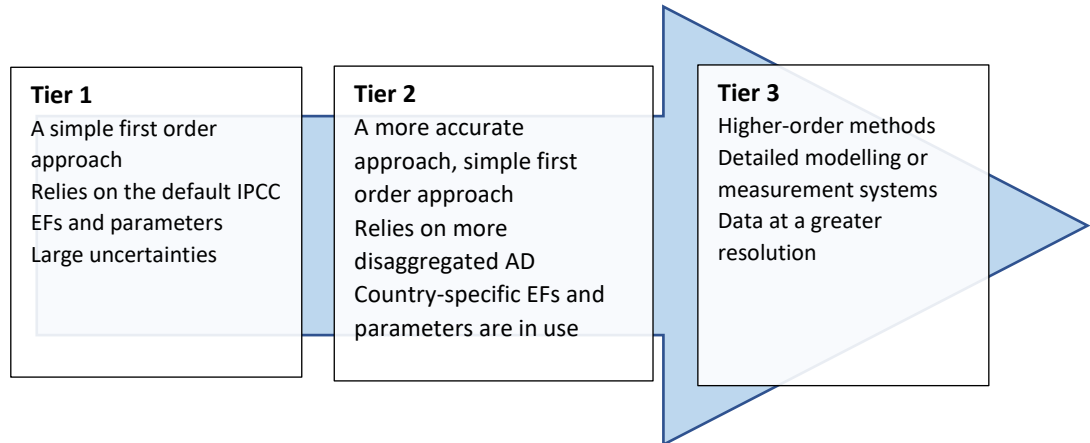 Tier 1
A simple first order
approach
Relies on the default IPCC
EFs and parameters
Large uncertainties
Tier 2
A more accurate
approach, simple first
order approach
Relies on more
disaggregated AD
Country-specific EFs and
parameters are in use
Tier 3
Higher-order methods
Detailed modelling or
measurement systems
Data at a greater
resolution